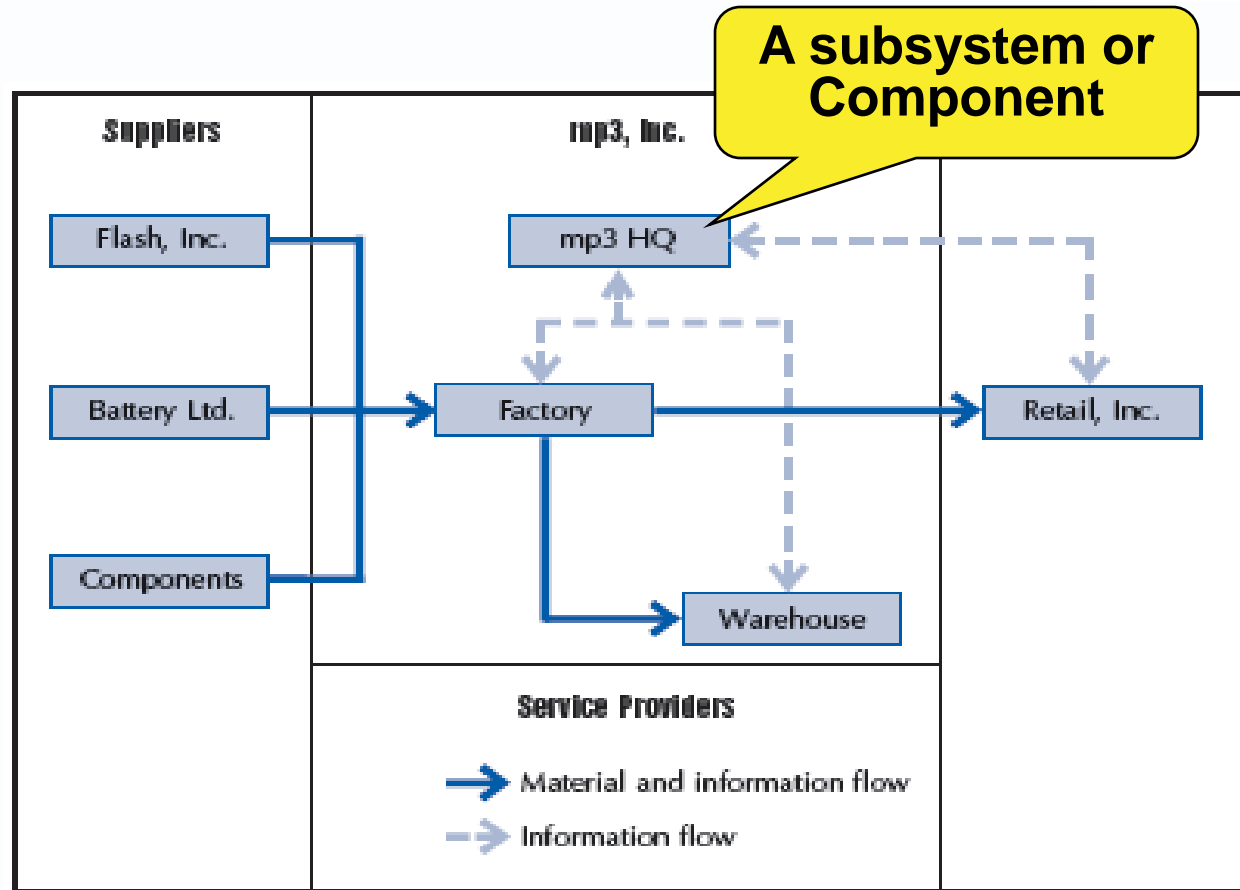 A subsystem or
Component
Suppliers
mp3, Inc.
Flash, Inc.
mp3 HQ
Battery Ltd.
Factory
Retail, Inc.
Components
Warehouse
Service Providers
Material and information flow
Information flow